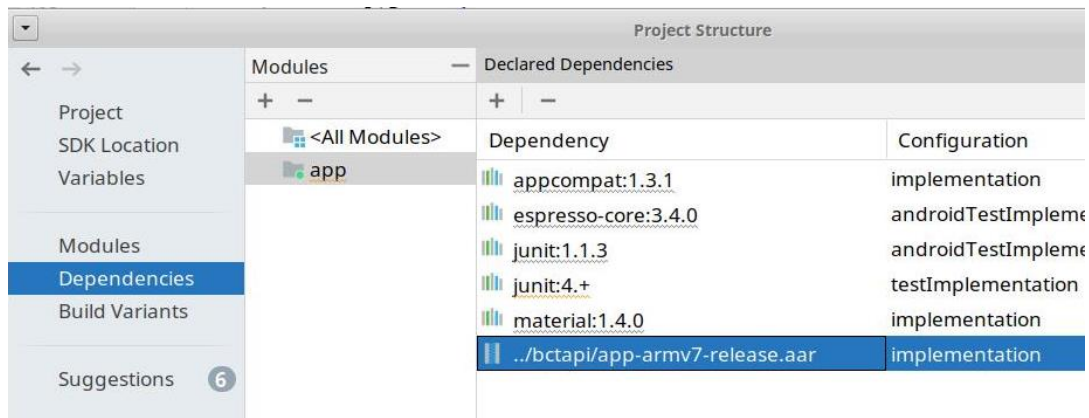 Project Structure
Modules
Declared Dependencies
Project
SDK Location
Variables
Modules
Dependencies
Build Variants
Suggestions 6
<All Modules>
app
Dependency Configuration
appcompat:1.3.1 implementation
espresso-core:3.4.0 androidTestImpleme
junit:1.1.3 androidTestImpleme
junit:4.+ testImplementation
material:1.4.0 implementation
../bctapi/app-armv7-release.aar implementation